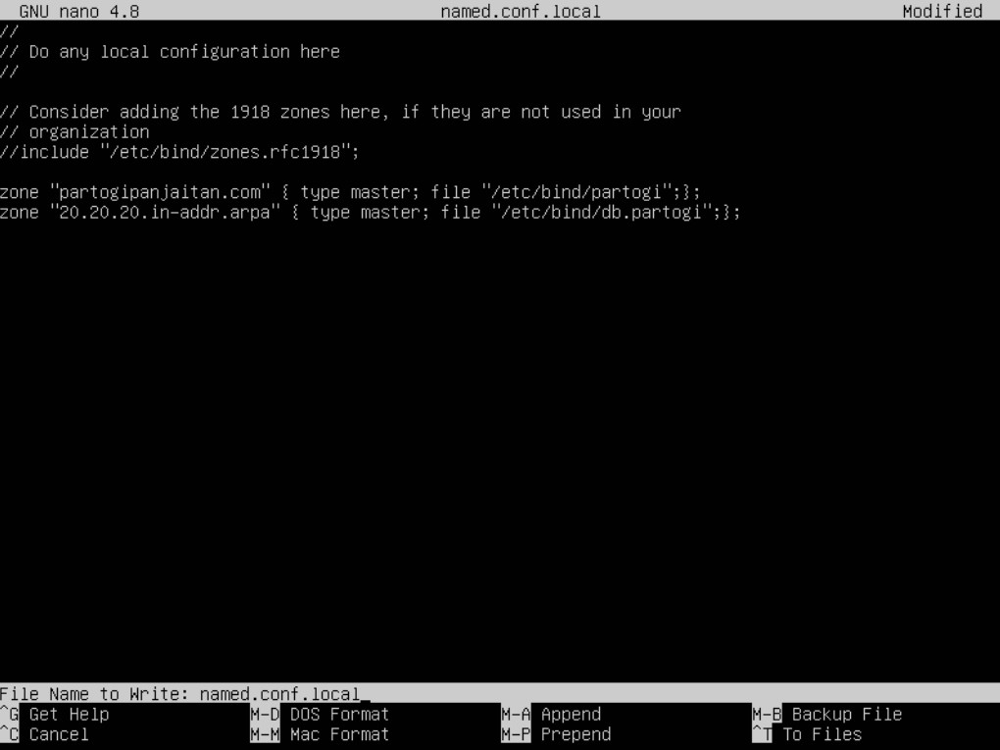 GNU nano 4.8 named.conf.local Modified
//
// Do any local configuration here
//
// Consider adding the 1918 zones here, if they are not used in your
// organization
//include "/etc/bind/zones.rfc1918";
zone "partogipanjaitan.com" { type master; file "/etc/bind/partogi";};
zone "20.20.20.in-addr.arpa" { type master; file "/etc/bind/db.partogi";};
File Name to Write: named.conf.local_
^G Get Help M-D DOS Format M-A Append M-B Backup File
^C Cancel M-M Mac Format M-P Prepend ^T To Files